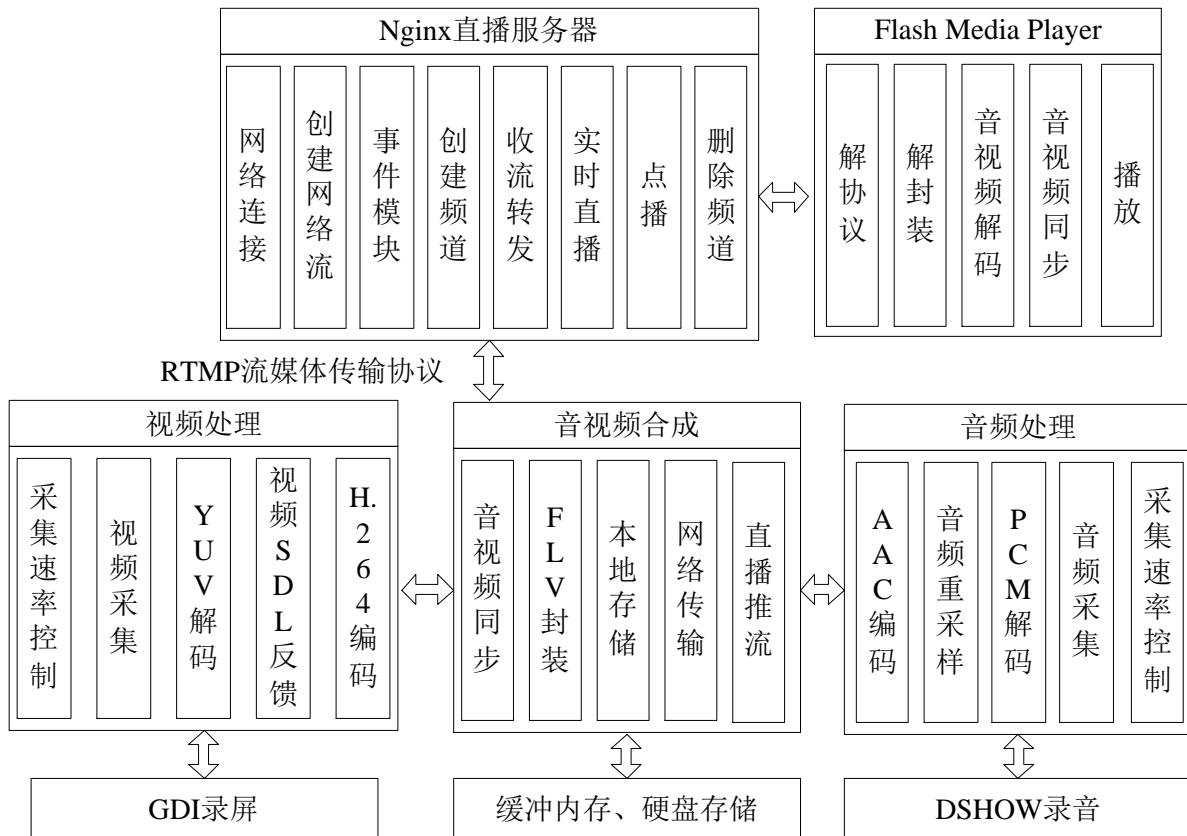 Nginx直播服务器
网络连接
创建网络流
事件模块
创建频道
收流转发
实时直播
点播
删除频道
Flash Media Player
解协议
解封装
音视频解码
音视频同步
播放
RTMP流媒体传输协议
视频处理
采集速率控制
视频采集
YUV解码
视频SDL反馈
H.264编码
音视频合成
音视频同步
FLV封装
本地存储
网络传输
直播推流
音频处理
AAC编码
音频重采样
PCM解码
音频采集
采集速率控制
GDI录屏
缓冲内存、硬盘存储
DSHOW录音